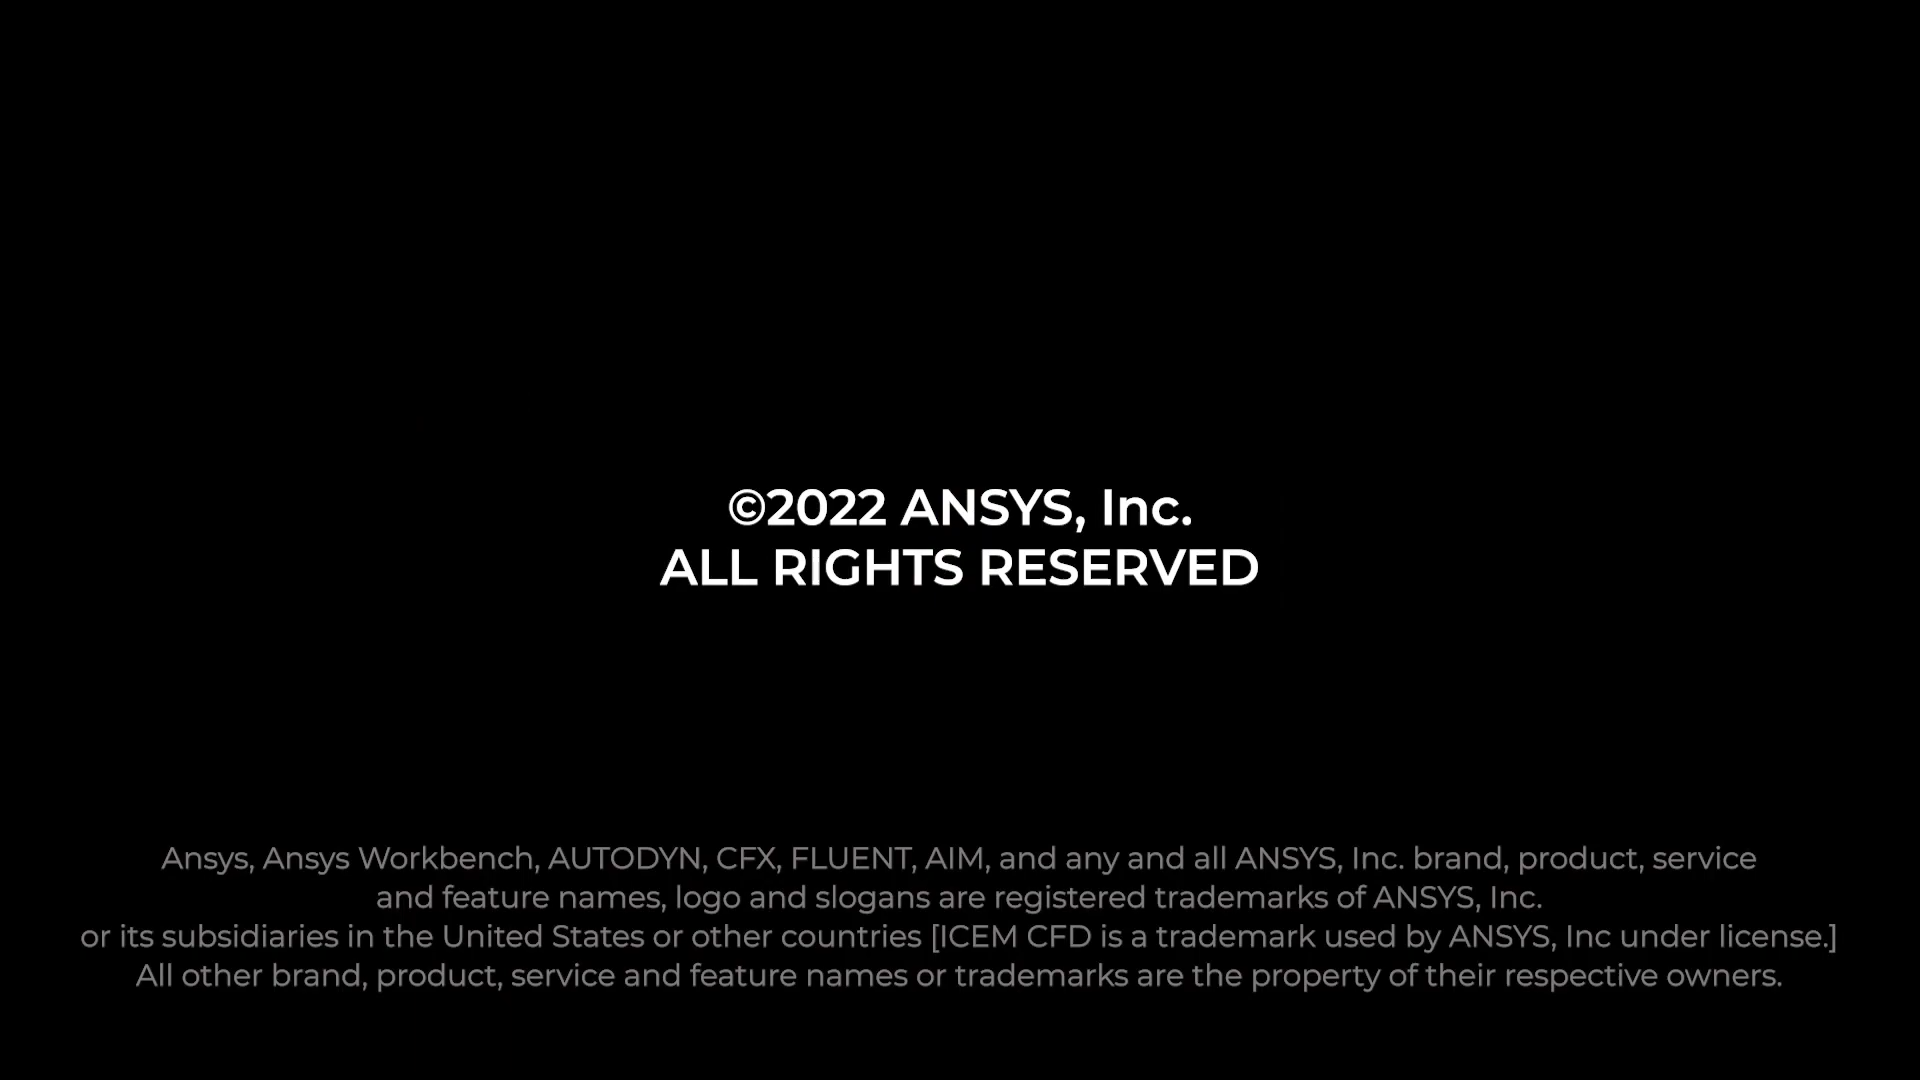 ©2022 ANSYS, Inc.
ALL RIGHTS RESERVED
Ansys, Ansys Workbench, AUTODYN, CFX, FLUENT, AIM, and any and all ANSYS, Inc. brand, product, service
and feature names, logo and slogans are registered trademarks of ANSYS, Inc.
or its subsidiaries in the United States or other countries [ICEM CFD is a trademark used by ANSYS, Inc under license.]
All other brand, product, service and feature names or trademarks are the property of their respective owners.